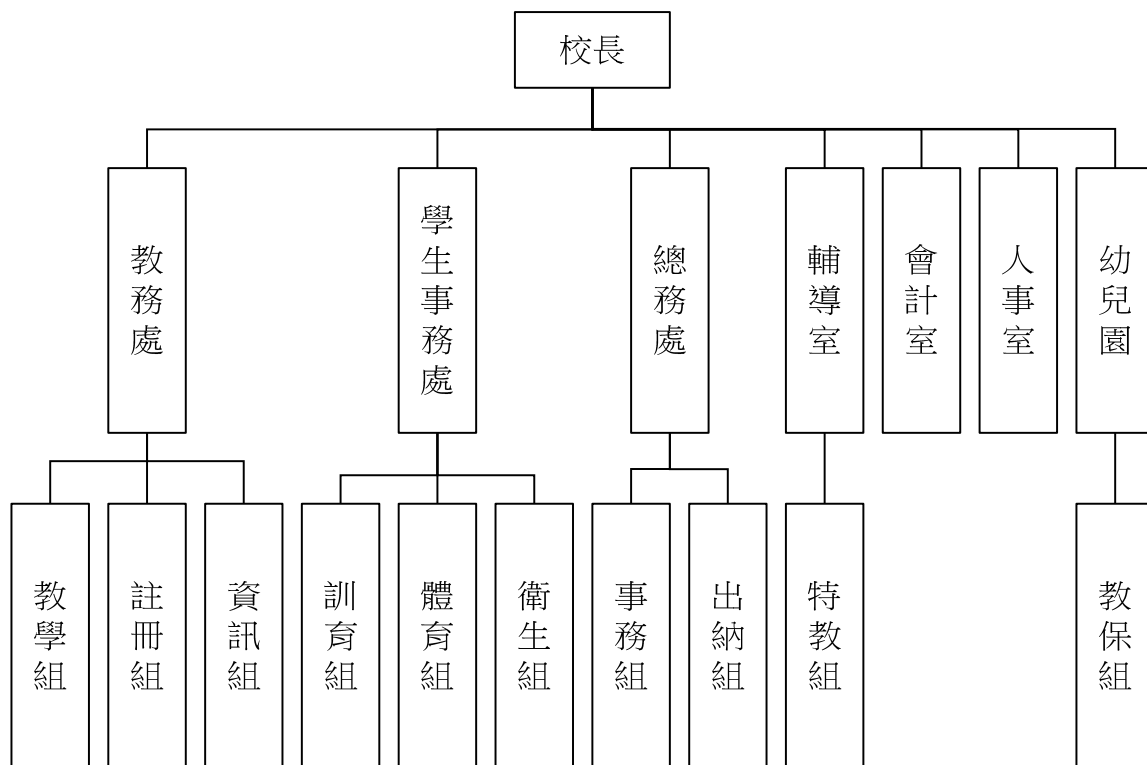 校長
教務處
學生事務處
總務處
輔導室
會計室
人事室
幼兒園
教學組
註冊組
資訊組
訓育組
體育組
衛生組
事務組
出納組
特教組
教保組